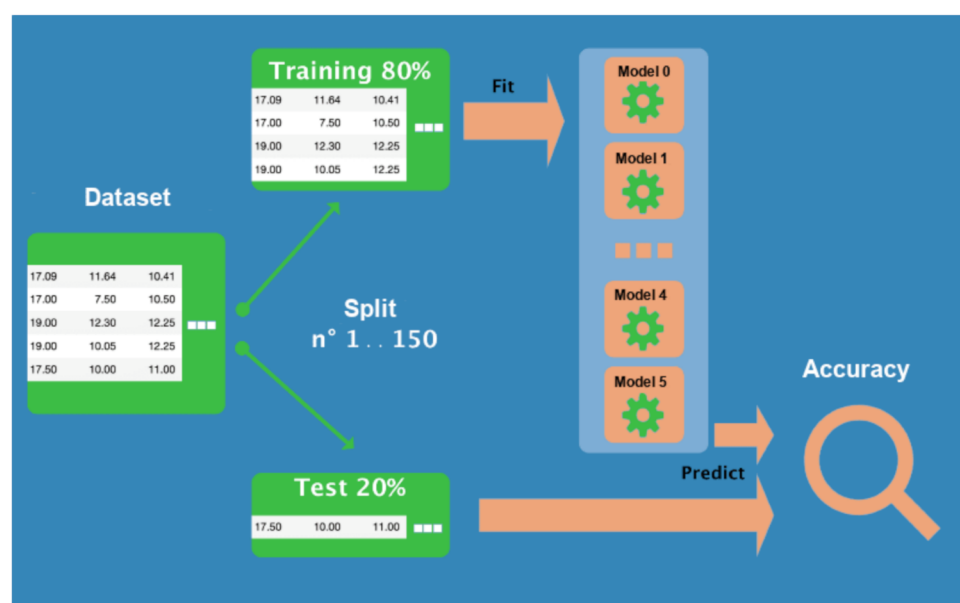 Dataset
17.09 11.64 10.41
17.00 7.50 10.50
19.00 12.30 12.25
19.00 10.05 12.25
17.50 10.00 11.00
Training 80%
17.09 11.64 10.41
17.00 7.50 10.50
19.00 12.30 12.25
19.00 10.05 12.25
Split
n° 1 . . 150
Test 20%
17.50 10.00 11.00
Fit
Model 0
Model 1
Model 4
Model 5
Predict
Accuracy